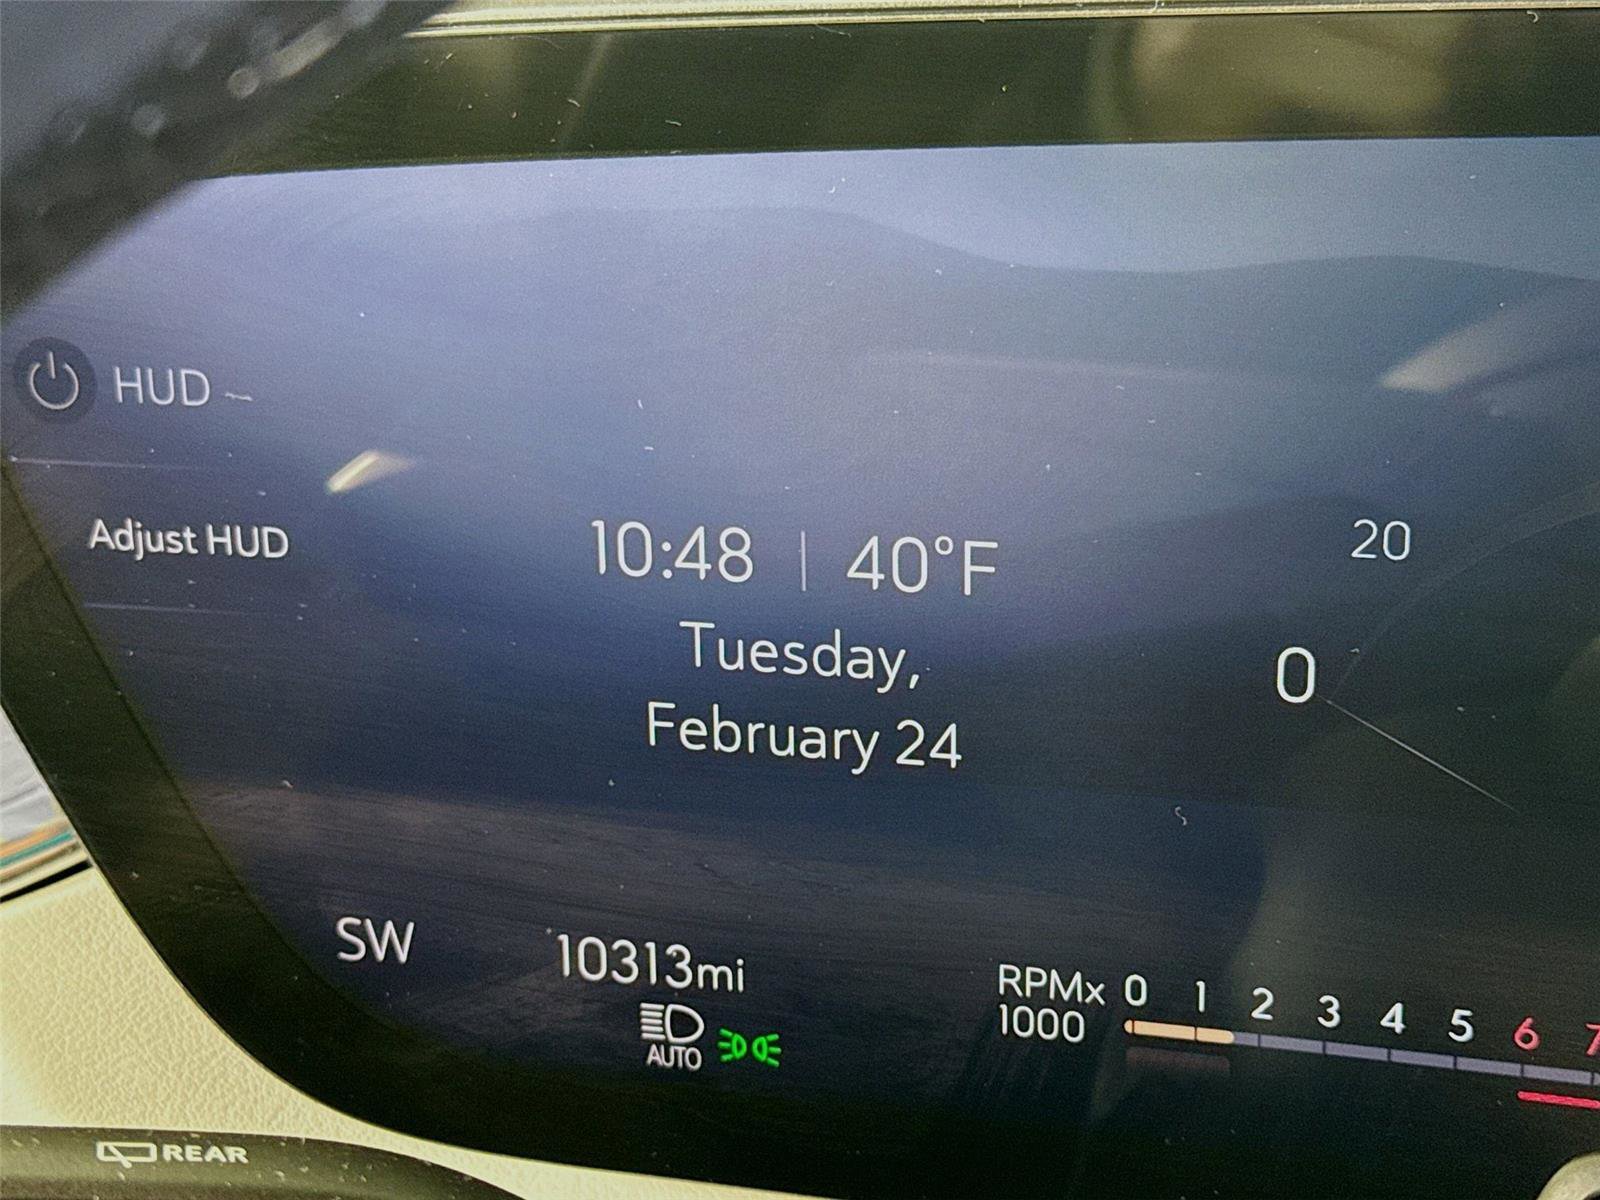 HUD
Adjust HUD
10:48 | 40°F
Tuesday,
February 24
20
0
SW
10313mi
AUTO
RPMx
1000
0 1 2 3 4 5 6 7
REAR